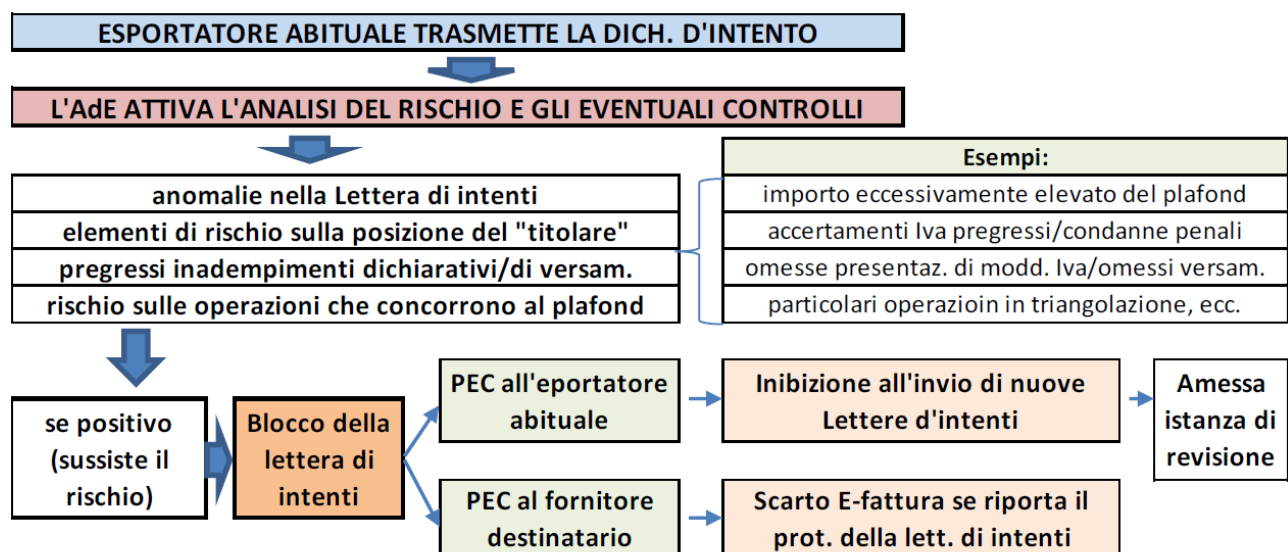 ESPORTATORE ABITUALE TRASMETTE LA DICH. D'INTENTO
L'AdE ATTIVA L'ANALISI DEL RISCHIO E GLI EVENTUALI CONTROLLI
anomalie nella Lettera di intenti
elementi di rischio sulla posizione del "titolare"
pregressi inadempimenti dichiarativi/di versam.
rischio sulle operazioni che concorrono al plafond
Esempi:
importo eccessivamente elevato del plafond
accertamenti Iva pregressi/condanne penali
omesse presentaz. di modd. Iva/omessi versam.
particolari operazioin in triangolazione, ecc.
se positivo
(sussiste il
rischio)
Blocco della
lettera di
intenti
PEC all'eportatore
abituale
Inibizione all'invio di nuove
Lettere d'intenti
Amessa
istanza di
revisione
PEC al fornitore
destinatario
Scarto E-fattura se riporta il
prot. della lett. di intenti